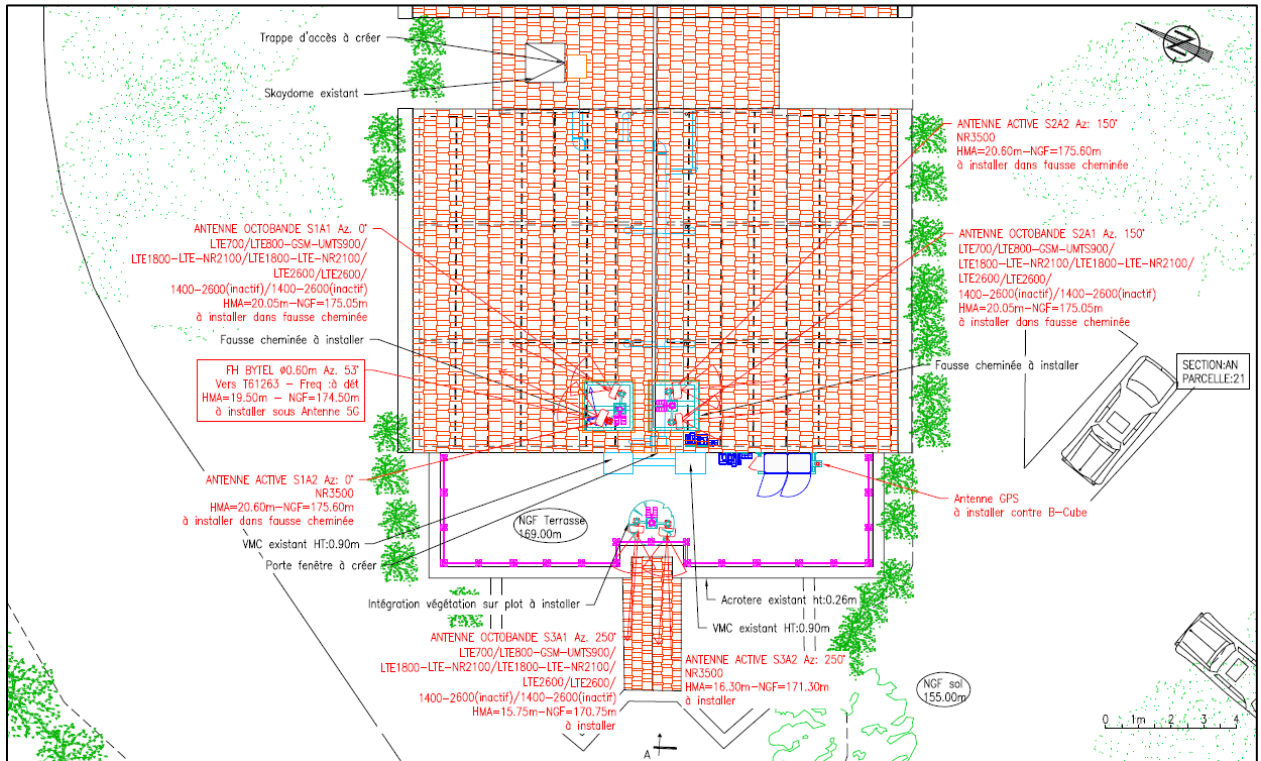 Trappe d'accès à créer
Skaydome existant
N
ANTENNE ACTIVE S2A2 Az: 150°
NR3500
HMA=20.60m-NGF=175.60m
à installer dans fausse cheminée
ANTENNE OCTOBANDE S1A1 Az. 0°
LTE700/LTE800-GSM-UMTS900/
LTE1800-LTE-NR2100/LTE1800-LTE-NR2100/
LTE2600/LTE2600/
1400-2600(inactif)/1400-2600(inactif)
HMA=20.05m-NGF=175.05m
à installer dans fausse cheminée
ANTENNE OCTOBANDE S2A1 Az. 150°
LTE700/LTE800-GSM-UMTS900/
LTE1800-LTE-NR2100/LTE1800-LTE-NR2100/
LTE2600/LTE2600/
1400-2600(inactif)/1400-2600(inactif)
HMA=20.05m-NGF=175.05m
à installer dans fausse cheminée
Fausse cheminée à installer
Fausse cheminée à installer
FH BYTEL ø0.60m Az. 53°
Vers T61263 - Freq :à dét
HMA=19.50m - NGF=174.50m
à installer sous Antenne 5G
SECTION:AN
PARCELLE:21
ANTENNE ACTIVE S1A2 Az: 0°
NR3500
HMA=20.60m-NGF=175.60m
à installer dans fausse cheminée
Antenne GPS
à installer contre B-Cube
NGF Terrasse
169.00m
VMC existant HT:0.90m
Porte fenêtre à créer
Intégration végétation sur plot à installer
Acrotere existant ht:0.26m
VMC existant HT:0.90m
ANTENNE OCTOBANDE S3A1 Az. 250°
LTE700/LTE800-GSM-UMTS900/
LTE1800-LTE-NR2100/LTE1800-LTE-NR2100/
LTE2600/LTE2600/
1400-2600(inactif)/1400-2600(inactif)
HMA=15.75m-NGF=170.75m
à installer
ANTENNE ACTIVE S3A2 Az: 250°
NR3500
HMA=16.30m-NGF=171.30m
à installer
NGF sol
155.00m
0 1m 2 3 4
A